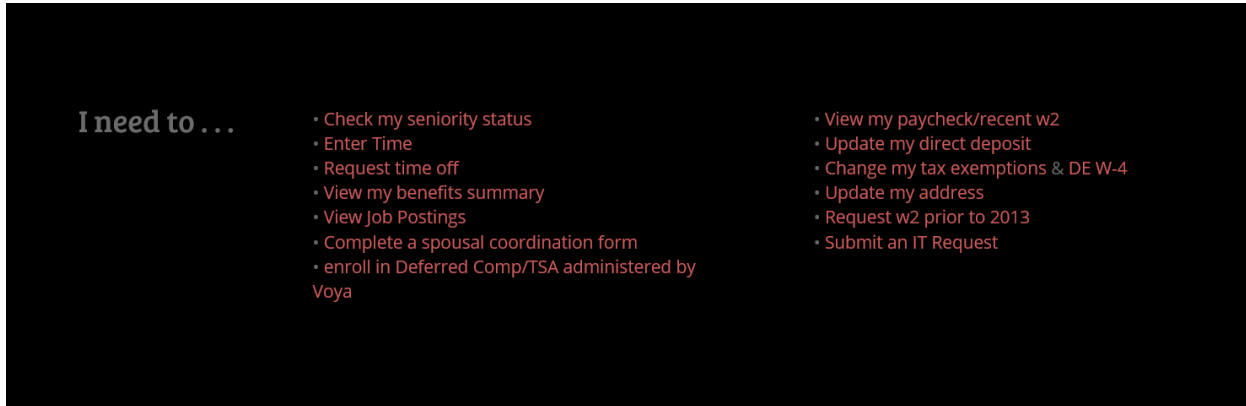 I need to . . .
• Check my seniority status
• Enter Time
• Request time off
• View my benefits summary
• View Job Postings
• Complete a spousal coordination form
• enroll in Deferred Comp/TSA administered by
Voya
• View my paycheck/recent w2
• Update my direct deposit
• Change my tax exemptions & DE W-4
• Update my address
• Request w2 prior to 2013
• Submit an IT Request